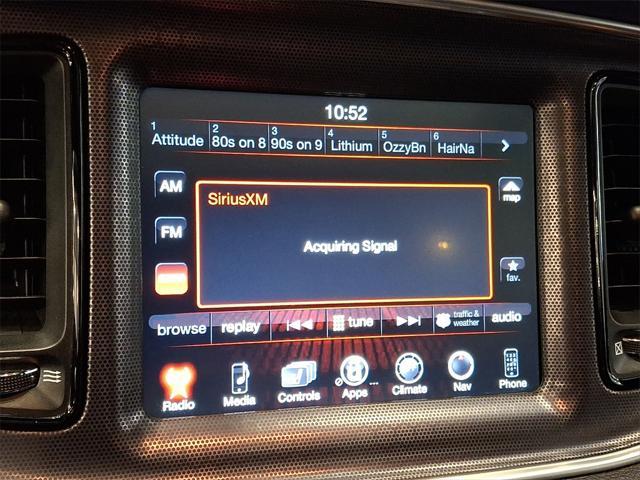 10:52
1 2 3 4 5 6
Attitude 80s on 8 90s on 9 Lithium OzzyBn HairNa
AM
map
SiriusXM
FM
Acquiring Signal
fav.
browse replay tune traffic & weather audio
Radio Media Controls Apps Climate Nav Phone